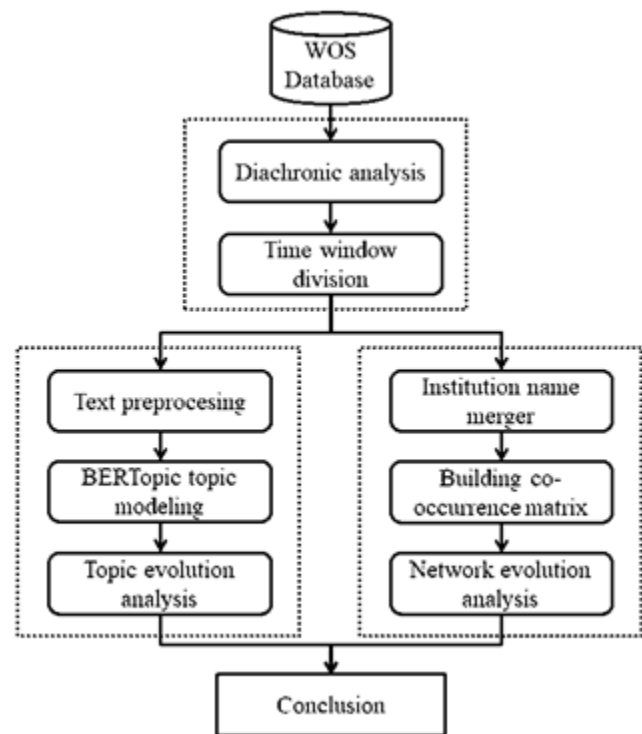 WOS
Database
Diachronic analysis
Time window
division
Text preprocesing
BERTopic topic
modeling
Topic evolution
analysis
Institution name
merger
Building co-
occurrence matrix
Network evolution
analysis
Conclusion